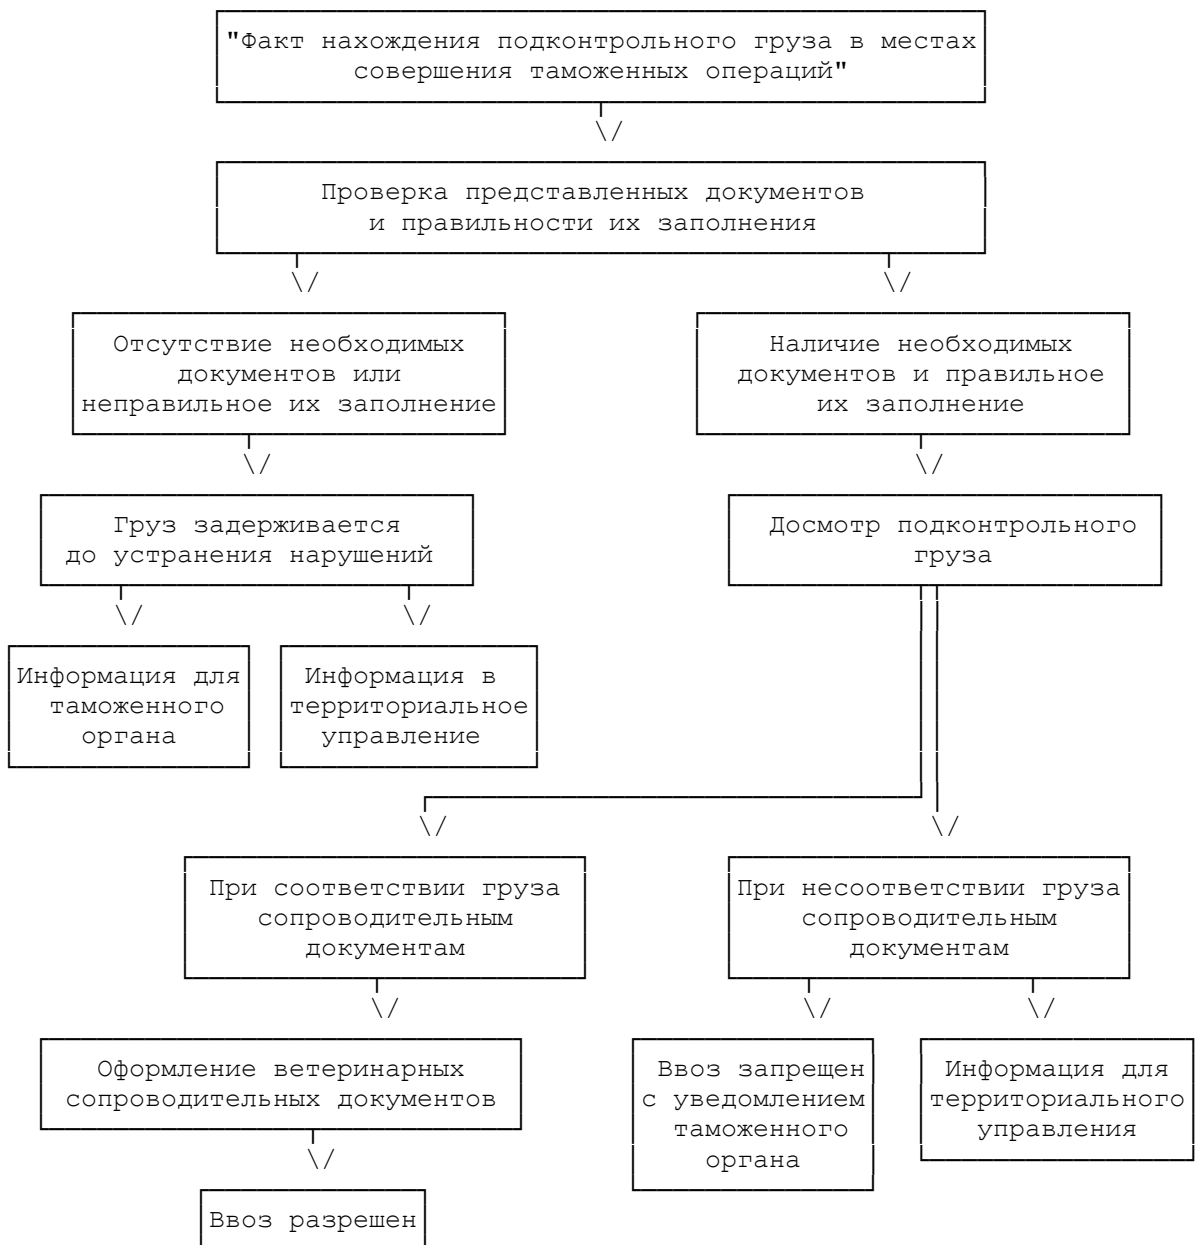 "Факт нахождения подконтрольного груза в местах
совершения таможенных операций"
\/
Проверка представленных документов
и правильности их заполнения
\/
\/
Отсутствие необходимых
документов или
неправильное их заполнение
Наличие необходимых
документов и правильное
их заполнение
\/
\/
Груз задерживается
до устранения нарушений
Досмотр подконтрольного
груза
\/
\/
Информация для
таможенного
органа
Информация в
территориальное
управление
\/
\/
При соответствии груза
сопроводительным
документам
При несоответствии груза
сопроводительным
документам
\/
\/
\/
Оформление ветеринарных
сопроводительных документов
Ввоз запрещен
с уведомлением
таможенного
органа
Информация для
территориального
управления
\/
Ввоз разрешен